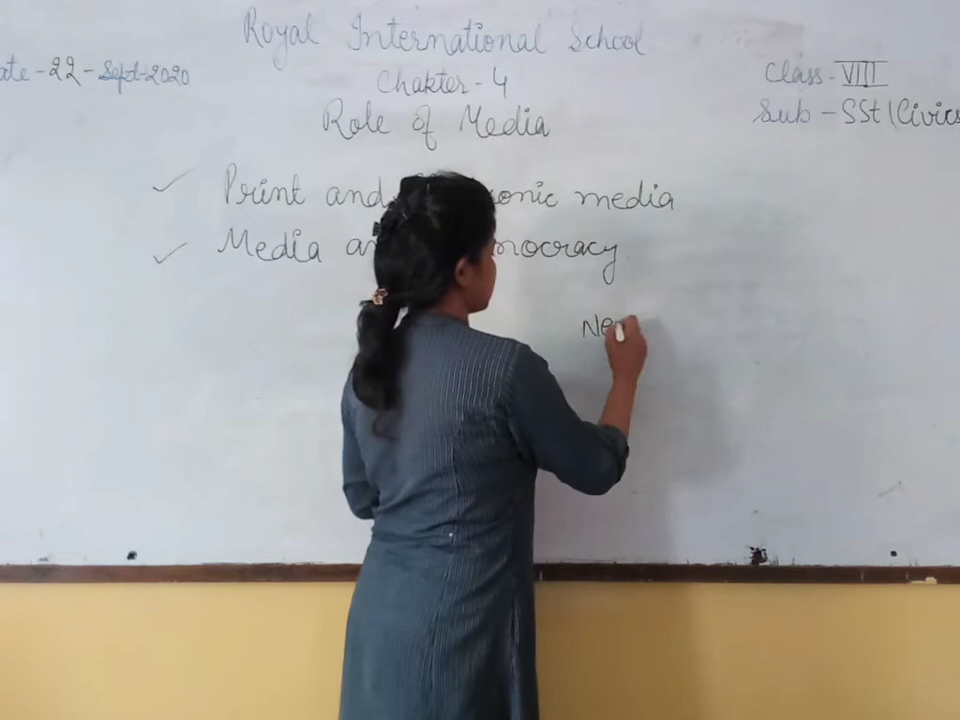 Royal International School
ate - 22 - Sept - 2020
Chapter - 4
Class - VIII
Role of Media
Sub - SSt (Civics
Print and onic media
Media a mocracy
Ne